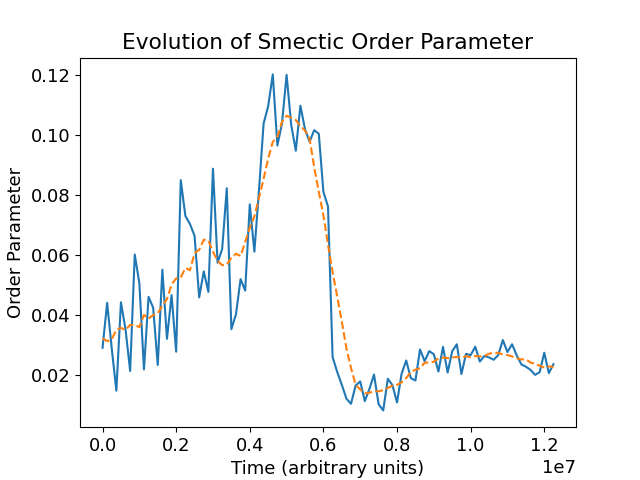 Evolution of Smectic Order Parameter
0.12
0.10
0.08
0.06
0.04
0.02
Order Parameter
0.0 0.2 0.4 0.6 0.8 1.0 1.2
1e7
Time (arbitrary units)